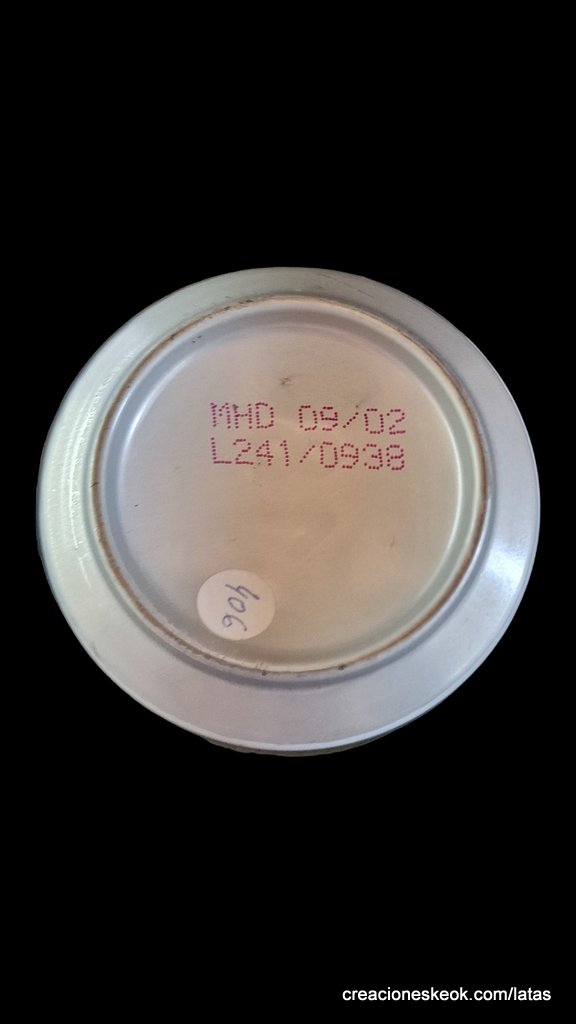 MHD 09/02
L241/0938
406
creacioneskeok.com/latas